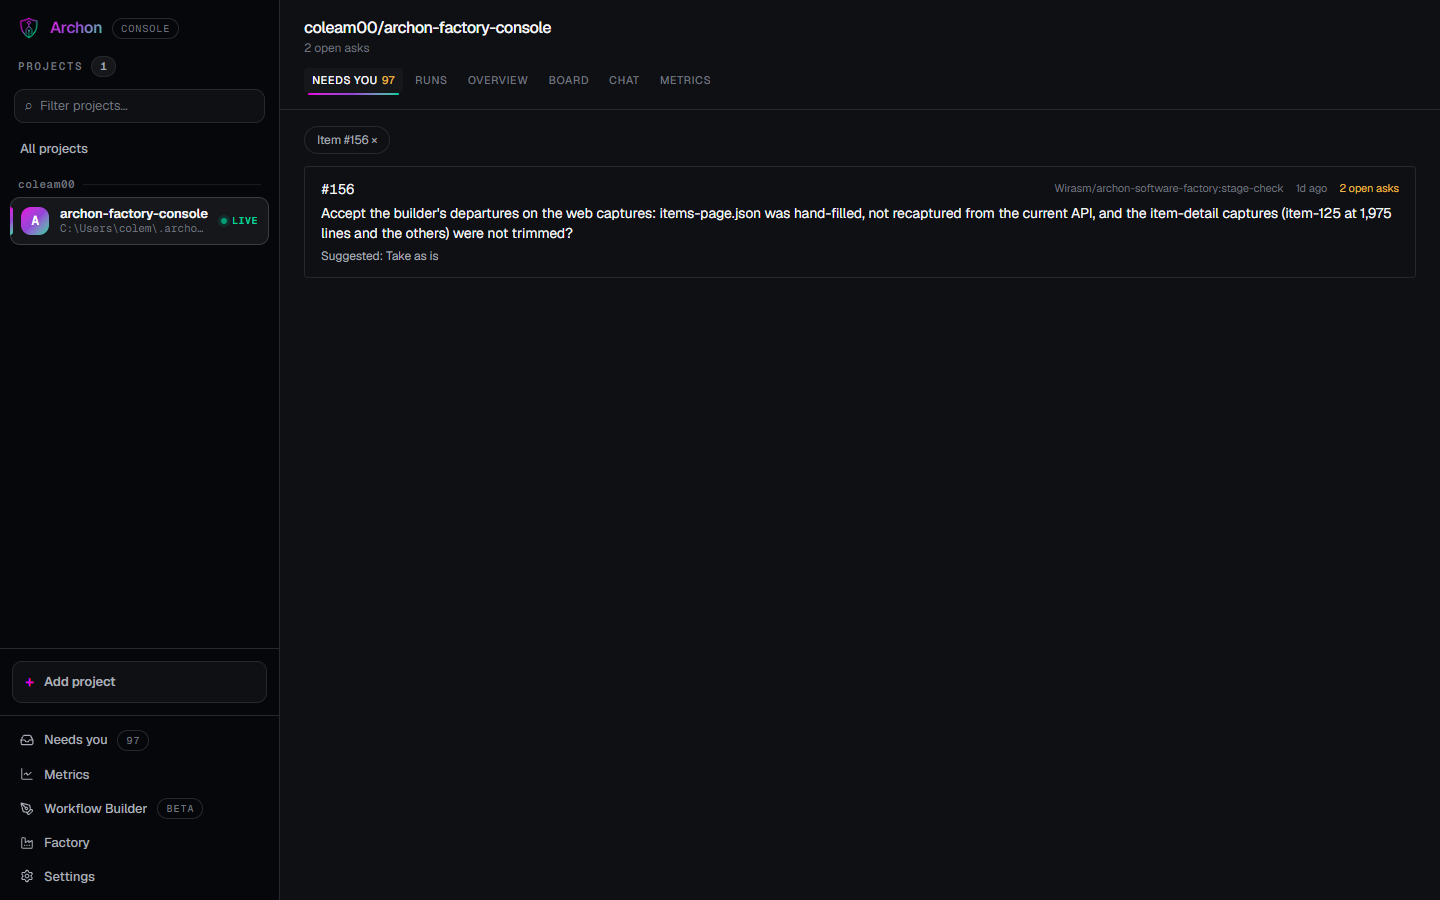 Archon CONSOLE
PROJECTS 1
Filter projects...
All projects
coleam00
A
archon-factory-console
C:\Users\colem\.archo…
LIVE
Add project
Needs you 97
Metrics
Workflow Builder BETA
Factory
Settings
coleam00/archon-factory-console
2 open asks
NEEDS YOU 97 RUNS OVERVIEW BOARD CHAT METRICS
Item #156 ×
#156 Wirasm/archon-software-factory:stage-check 1d ago 2 open asks
Accept the builder's departures on the web captures: items-page.json was hand-filled, not recaptured from the current API, and the item-detail captures (item-125 at 1,975
lines and the others) were not trimmed?
Suggested: Take as is